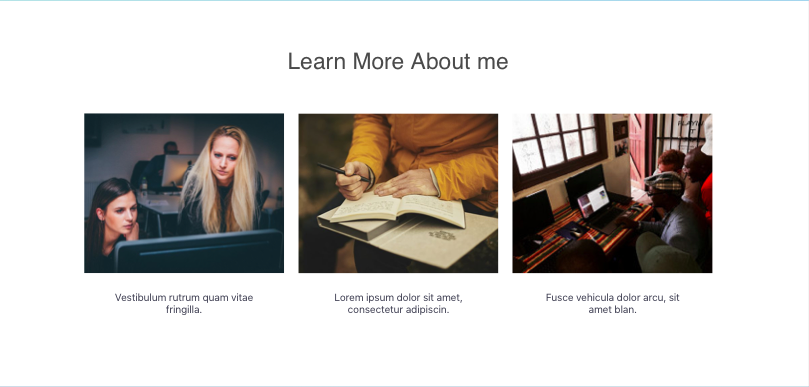 Learn More About me
Vestibulum rutrum quam vitae
fringilla.
Lorem ipsum dolor sit amet,
consectetur adipiscin.
Fusce vehicula dolor arcu, sit
amet blan.